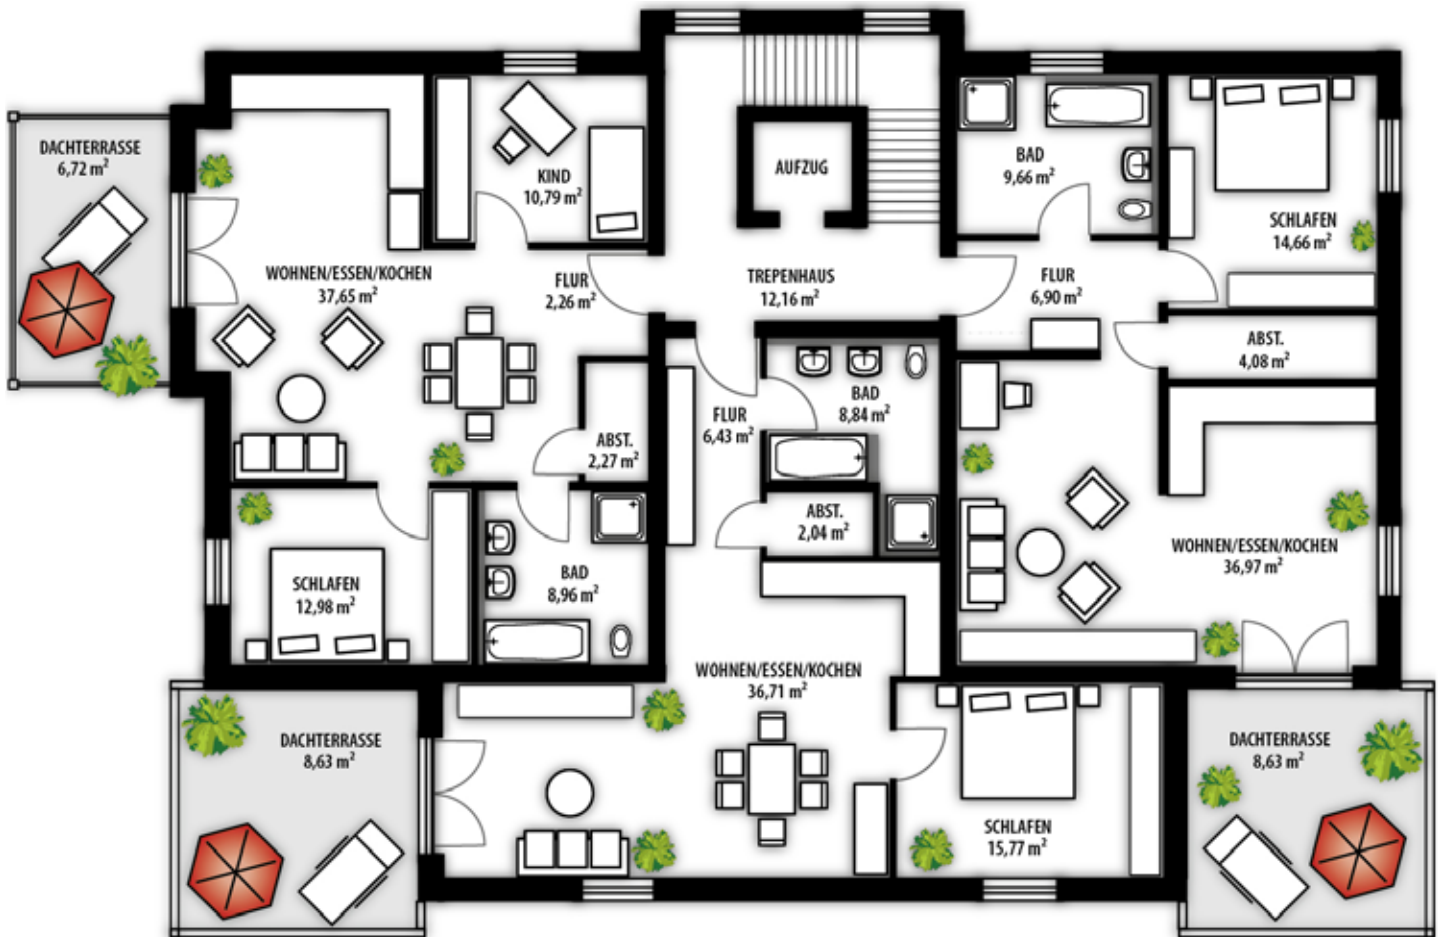 DACHTERRASSE
6,72 m²
KIND
10,79 m²
AUFZUG
BAD
9,66 m²
SCHLAFEN
14,66 m²
WOHNEN/ESSEN/KOCHEN
37,65 m²
FLUR
2,26 m²
TREPENHAUS
12,16 m²
FLUR
6,90 m²
ABST.
4,08 m²
BAD
8,84 m²
FLUR
6,43 m²
ABST.
2,27 m²
ABST.
2,04 m²
WOHNEN/ESSEN/KOCHEN
36,97 m²
SCHLAFEN
12,98 m²
BAD
8,96 m²
WOHNEN/ESSEN/KOCHEN
36,71 m²
DACHTERRASSE
8,63 m²
DACHTERRASSE
8,63 m²
SCHLAFEN
15,77 m²